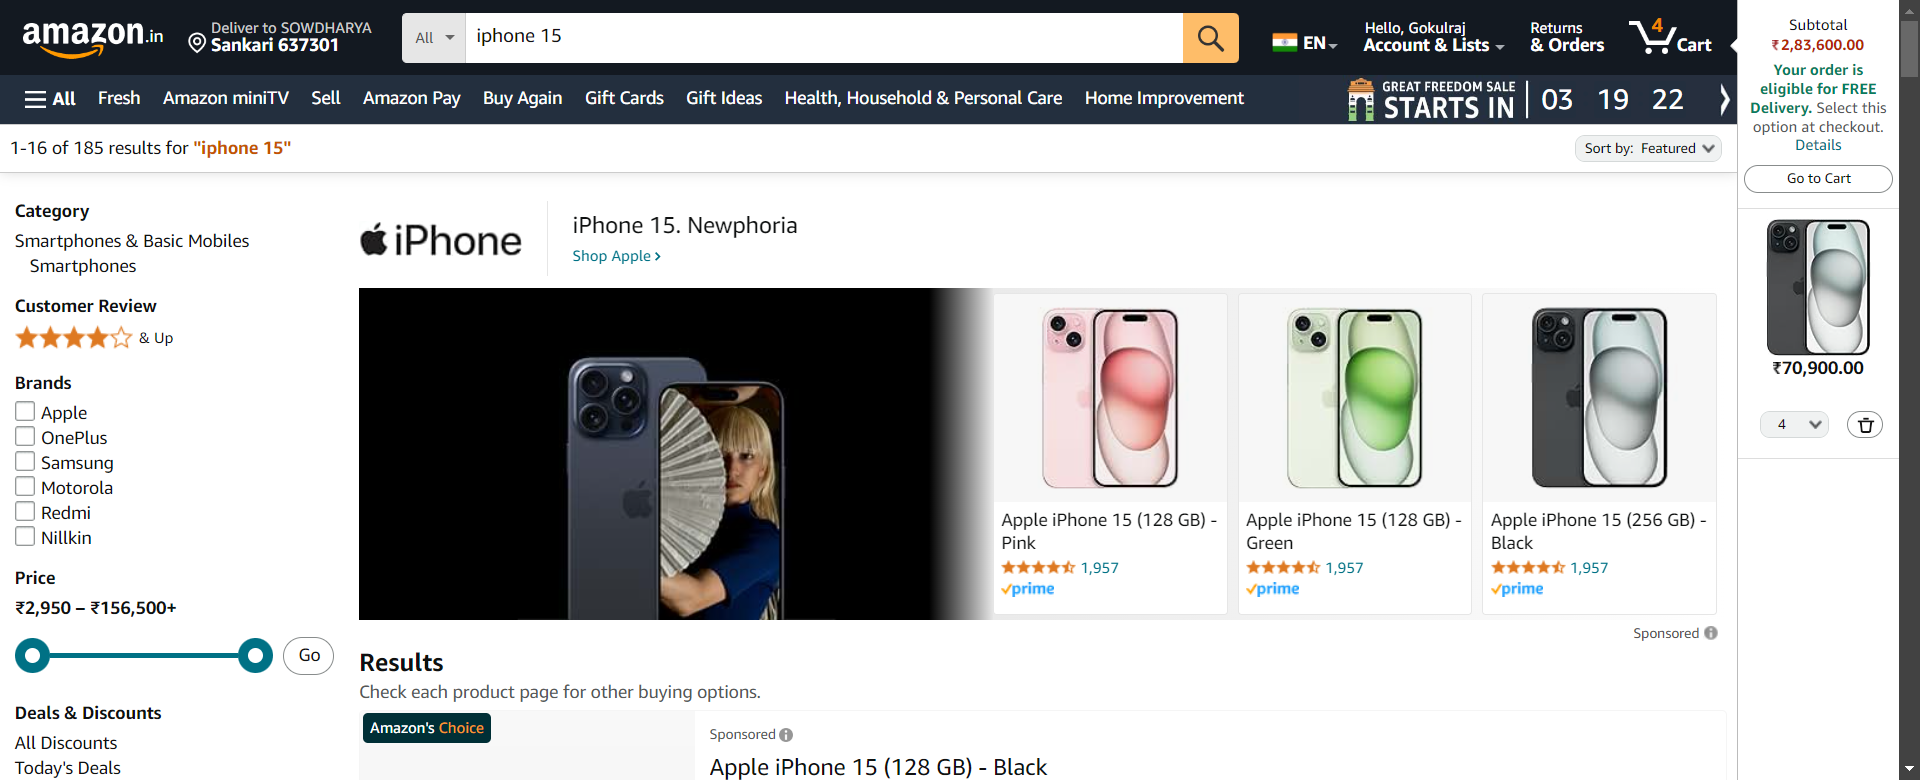 amazon.in
Deliver to SOWDHARYA
Sankari 637301
All
iphone 15
EN
Hello, Gokulraj
Account & Lists
Returns
& Orders
4
Cart
All
Fresh
Amazon miniTV
Sell
Amazon Pay
Buy Again
Gift Cards
Gift Ideas
Health, Household & Personal Care
Home Improvement
GREAT FREEDOM SALE
STARTS IN
03 19 22
1-16 of 185 results for "iphone 15"
Sort by: Featured
Category
Smartphones & Basic Mobiles
Smartphones
Customer Review
& Up
Brands
Apple
OnePlus
Samsung
Motorola
Redmi
Nillkin
Price
₹2,950 – ₹156,500+
Go
Deals & Discounts
All Discounts
Today's Deals
iPhone
iPhone 15. Newphoria
Shop Apple ›
Apple iPhone 15 (128 GB) -
Pink
1,957
prime
Apple iPhone 15 (128 GB) -
Green
1,957
prime
Apple iPhone 15 (256 GB) -
Black
1,957
prime
Sponsored
Results
Check each product page for other buying options.
Amazon's Choice
Sponsored
Apple iPhone 15 (128 GB) - Black
Subtotal
₹2,83,600.00
Your order is
eligible for FREE
Delivery. Select this
option at checkout.
Details
Go to Cart
₹70,900.00
4